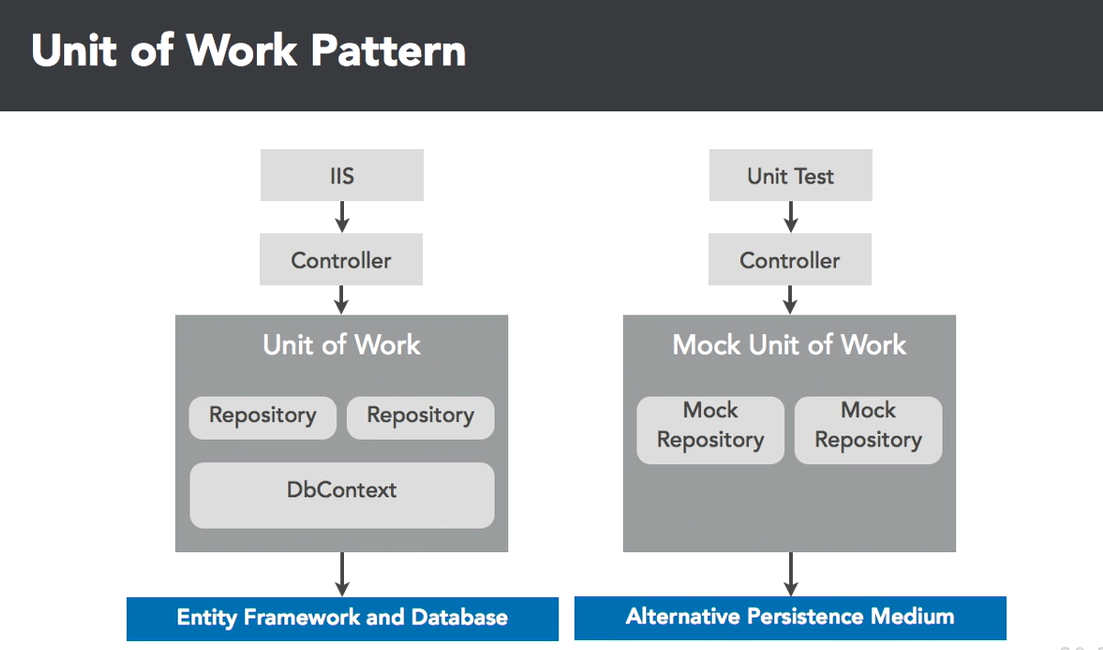 Unit of Work Pattern
IIS
Controller
Unit of Work
Repository
Repository
DbContext
Entity Framework and Database
Unit Test
Controller
Mock Unit of Work
Mock
Repository
Mock
Repository
Alternative Persistence Medium